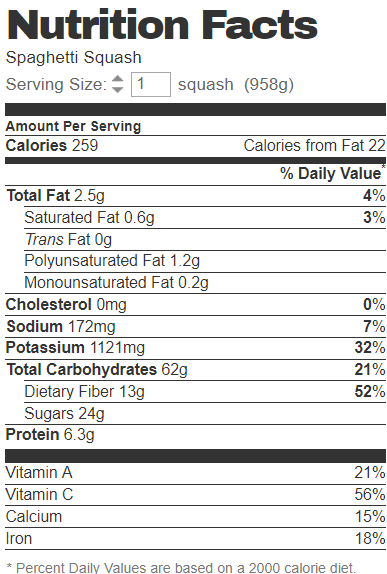 Nutrition Facts
Spaghetti Squash
Serving Size: 1 squash (958g)
Amount Per Serving
Calories 259 Calories from Fat 22
% Daily Value*
Total Fat 2.5g 4%
Saturated Fat 0.6g 3%
Trans Fat 0g
Polyunsaturated Fat 1.2g
Monounsaturated Fat 0.2g
Cholesterol 0mg 0%
Sodium 172mg 7%
Potassium 1121mg 32%
Total Carbohydrates 62g 21%
Dietary Fiber 13g 52%
Sugars 24g
Protein 6.3g
Vitamin A 21%
Vitamin C 56%
Calcium 15%
Iron 18%
* Percent Daily Values are based on a 2000 calorie diet.